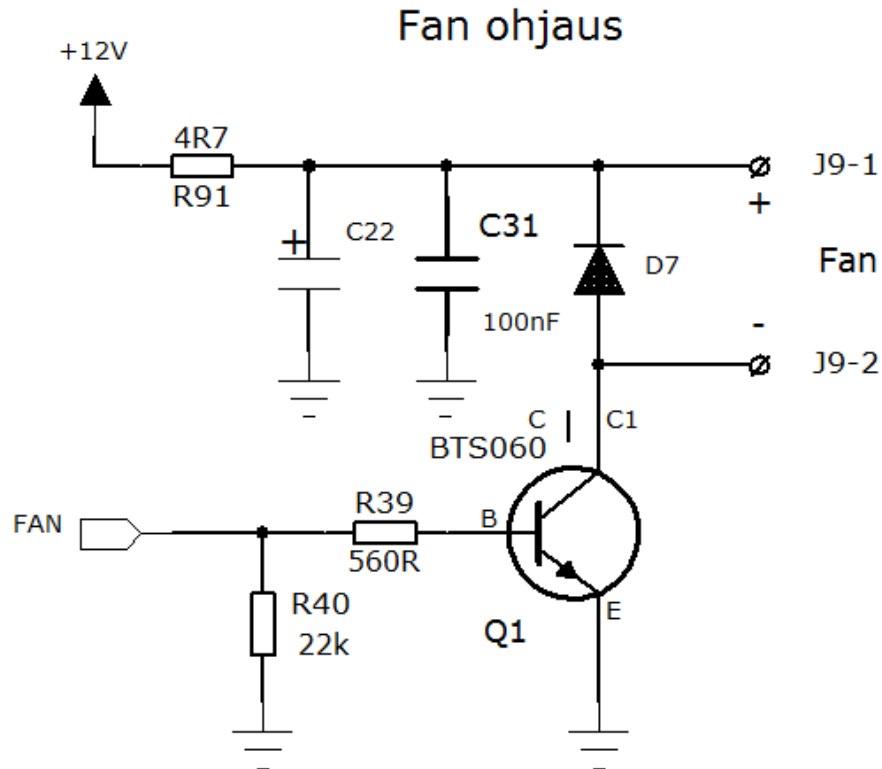 Fan ohjaus
+12V
4R7
R91
J9-1
+
+
C22
C31
100nF
D7
Fan
-
J9-2
C
C1
BTS060
FAN
R39
560R
B
R40
22k
Q1
E